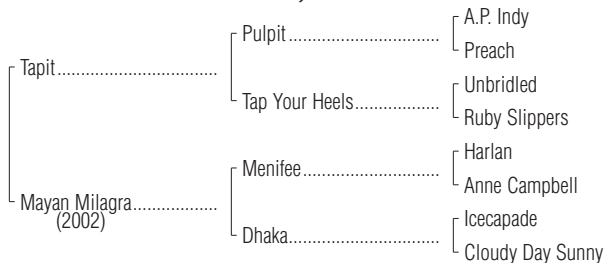 A.P. Indy
Pulpit
Preach
Tapit
Unbridled
Tap Your Heels
Ruby Slippers
Harlan
Menifee
Anne Campbell
Mayan Milagra
(2002)
Icecapade
Dhaka
Cloudy Day Sunny